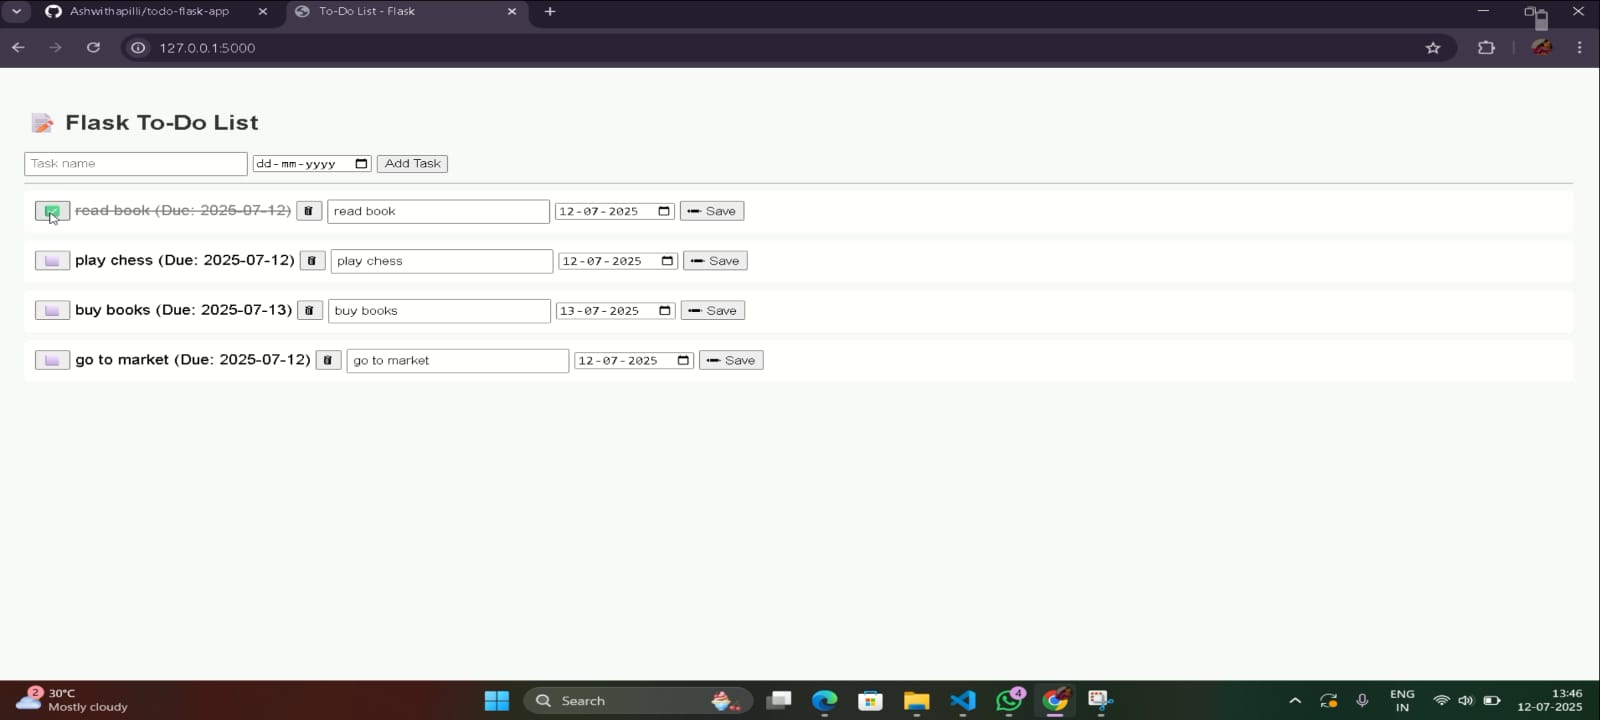 Ashwithapilli/todo-flask-app
To-Do List - Flask
127.0.0.1:5000
Flask To-Do List
Task name dd-mm-yyyy Add Task
read book (Due: 2025-07-12) read book 12-07-2025 Save
play chess (Due: 2025-07-12) play chess 12-07-2025 Save
buy books (Due: 2025-07-13) buy books 13-07-2025 Save
go to market (Due: 2025-07-12) go to market 12-07-2025 Save
2
30°C
Mostly cloudy
Search
4
ENG
IN
13:46
12-07-2025